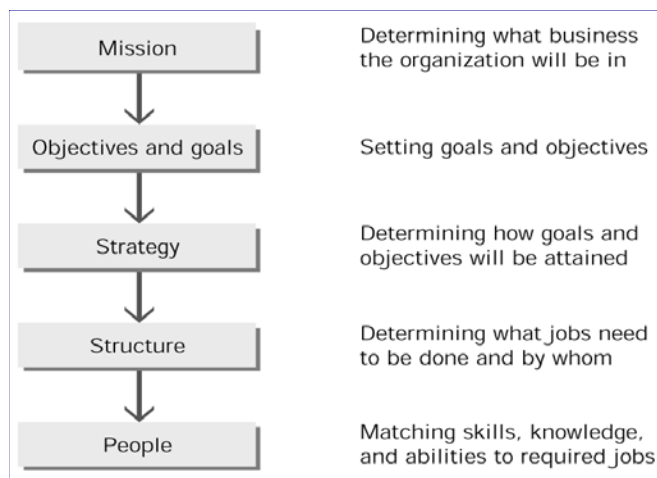 Mission
Determining what business
the organization will be in
Objectives and goals
Setting goals and objectives
Strategy
Determining how goals and
objectives will be attained
Structure
Determining what jobs need
to be done and by whom
People
Matching skills, knowledge,
and abilities to required jobs